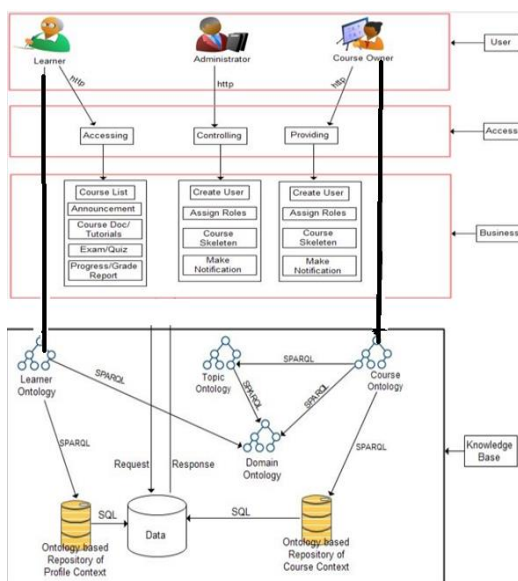 Learner
Administrator
Course Owner
User
http
http
Accessing
Controlling
Providing
Access
Course List
Announcement
Course Doc/
Tutorials
Exam/Quiz
Progress/Grade
Report
Create User
Assign Roles
Course
Skeleten
Make
Notification
Create User
Assign Roles
Course
Skeleten
Make
Notification
Business
Learner
Ontology
Topic
Ontology
Course
Ontology
SPARQL
SPARQL
SPARQL
SPARQL
Domain
Ontology
SPARQL
SPARQL
Knowledge
Base
Request
Response
SQL
Data
SQL
Ontology based
Repository of
Profile Context
Ontology based
Repository of
Course Context